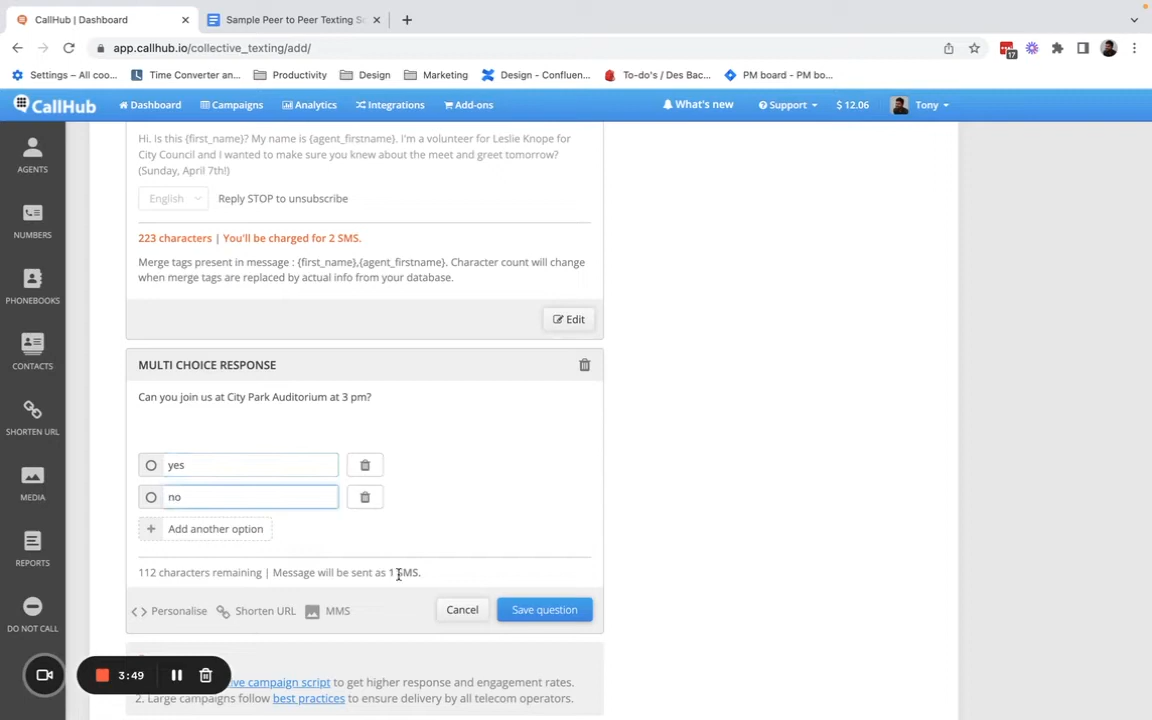 CallHub | Dashboard
Sample Peer to Peer Texting Sc
app.callhub.io/collective_texting/add/
17
Settings – All coo...
Time Converter an...
Productivity
Design
Marketing
Design - Confluen...
To-do's / Des Bac...
PM board - PM bo...
CallHub
Dashboard
Campaigns
Analytics
Integrations
Add-ons
What's new
Support
$ 12.06
Tony
AGENTS
NUMBERS
PHONEBOOKS
CONTACTS
SHORTEN URL
MEDIA
REPORTS
DO NOT CALL
Hi. Is this {first_name}? My name is {agent_firstname}. I'm a volunteer for Leslie Knope for
City Council and I wanted to make sure you knew about the meet and greet tomorrow?
(Sunday, April 7th!)
English
Reply STOP to unsubscribe
223 characters | You'll be charged for 2 SMS.
Merge tags present in message : {first_name},{agent_firstname}. Character count will change
when merge tags are replaced by actual info from your database.
Edit
MULTI CHOICE RESPONSE
Can you join us at City Park Auditorium at 3 pm?
yes
no
+ Add another option
112 characters remaining | Message will be sent as 1 SMS.
Personalise
Shorten URL
MMS
Cancel
Save question
ive campaign script to get higher response and engagement rates.
2. Large campaigns follow best practices to ensure delivery by all telecom operators.
3:49